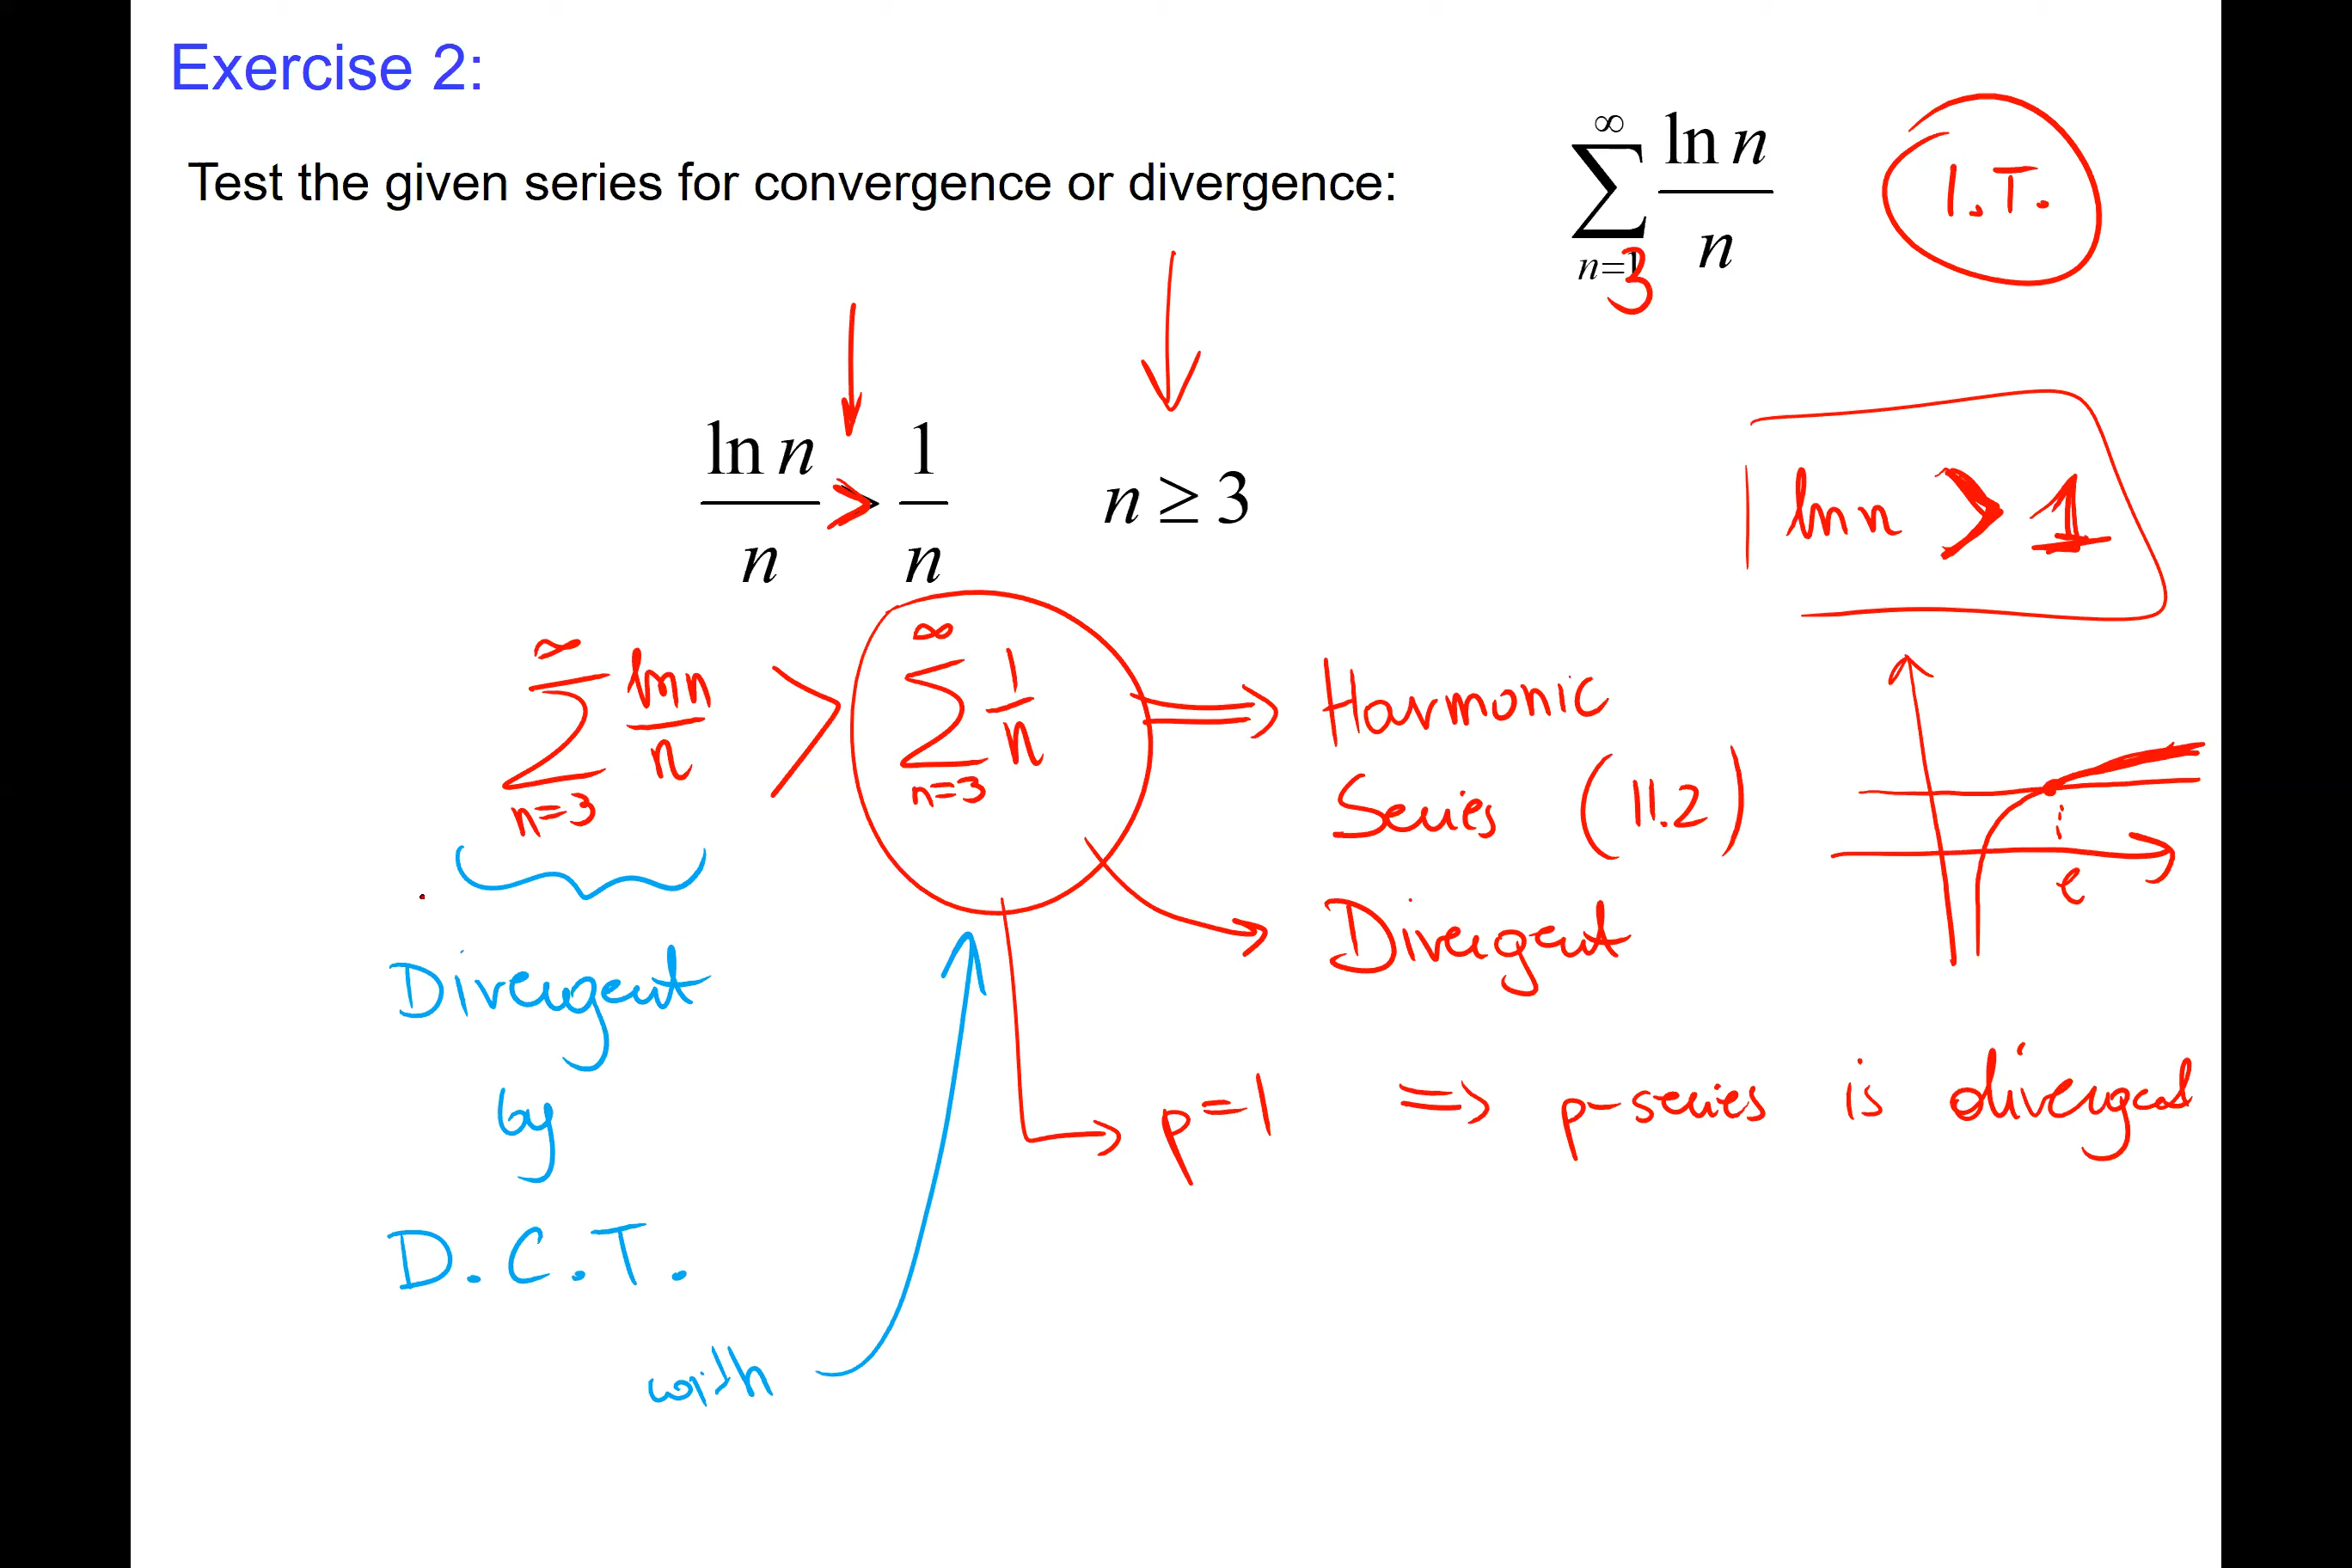 Exercise 2:
Test the given series for convergence or divergence:
∞
∑ ln n / n
n=1
3
I.T.
ln n / n > 1 / n    n ≥ 3
ln n > 1
∞ ∑ n=3 ln n / n > ∞ ∑ n=3 1 / n ⇒ Harmonic
Series (11.2)
e
Divergent
Divergent
by
p=1 ⇒ p-series is
D.C.T.
with